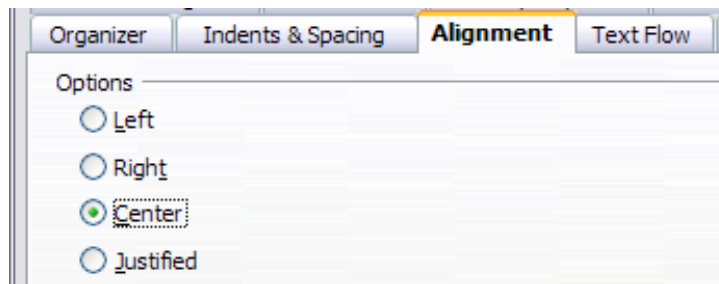 Organizer Indents & Spacing Alignment Text Flow
Options
Left
Right
Center
Justified